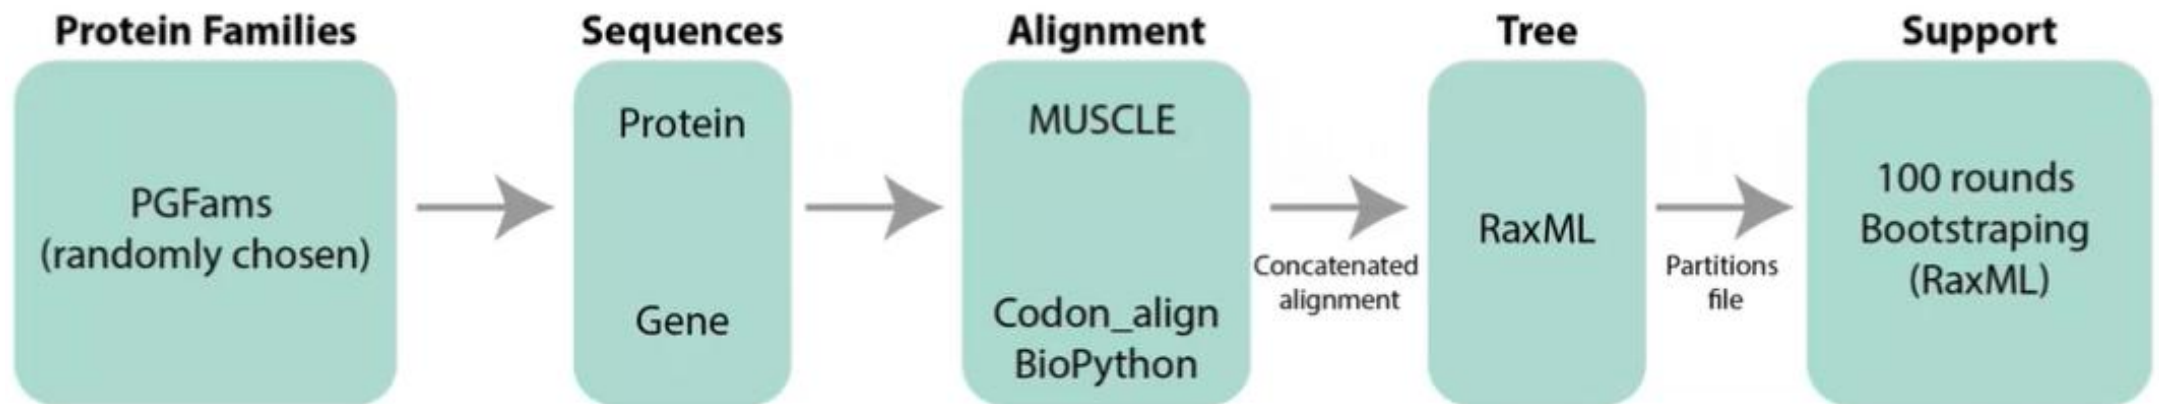 Protein Families
PGFams
(randomly chosen)
Sequences
Protein
Gene
Alignment
MUSCLE
Codon_align
BioPython
Concatenated
alignment
Tree
RaxML
Partitions
file
Support
100 rounds
Bootstraping
(RaxML)